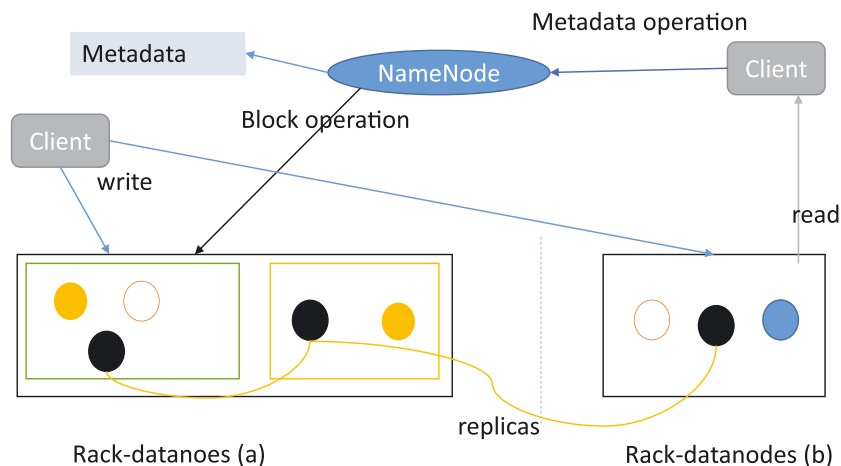 Metadata operation
Metadata
NameNode
Client
Block operation
Client
write
read
replicas
Rack-datanoes (a)
Rack-datanodes (b)